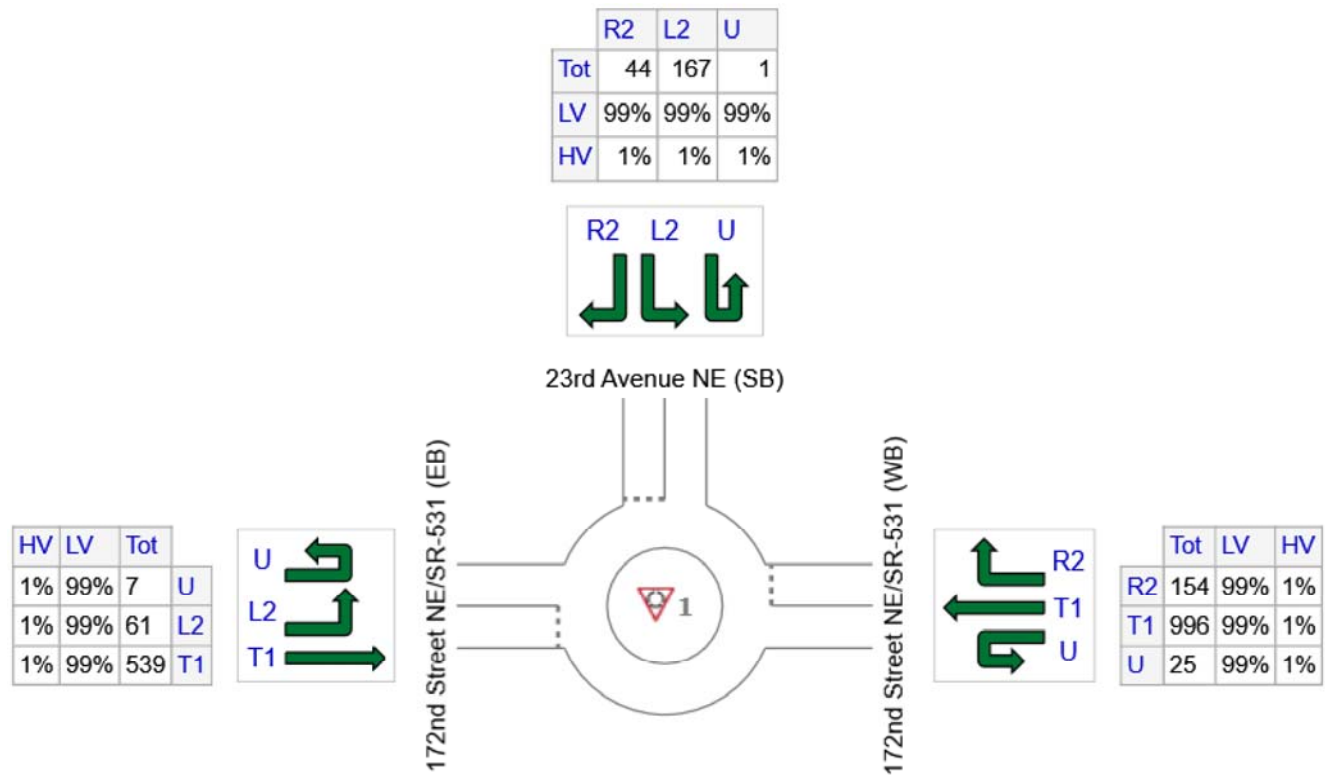 R2 L2 U
Tot 44 167 1
LV 99% 99% 99%
HV 1% 1% 1%
R2 L2 U
23rd Avenue NE (SB)
172nd Street NE/SR-531 (EB)
172nd Street NE/SR-531 (WB)
HV LV Tot
1% 99% 7 U
1% 99% 61 L2
1% 99% 539 T1
U
L2
T1
1
R2
T1
U
Tot LV HV
R2 154 99% 1%
T1 996 99% 1%
U 25 99% 1%